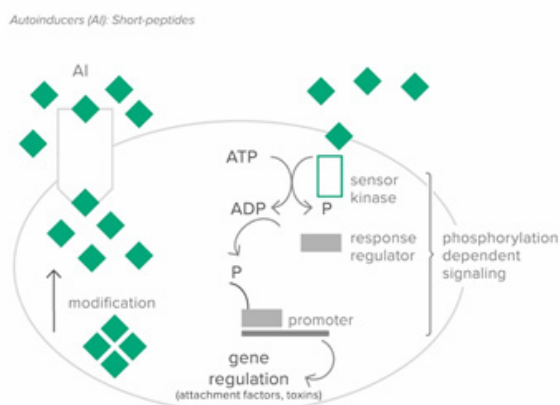 Autoinducers (AI): Short-peptides
AI
ATP
ADP
P
sensor
kinase
response
regulator
phosphorylation
dependent
signaling
P
modification
promoter
gene
regulation
(attachment factors, toxins)